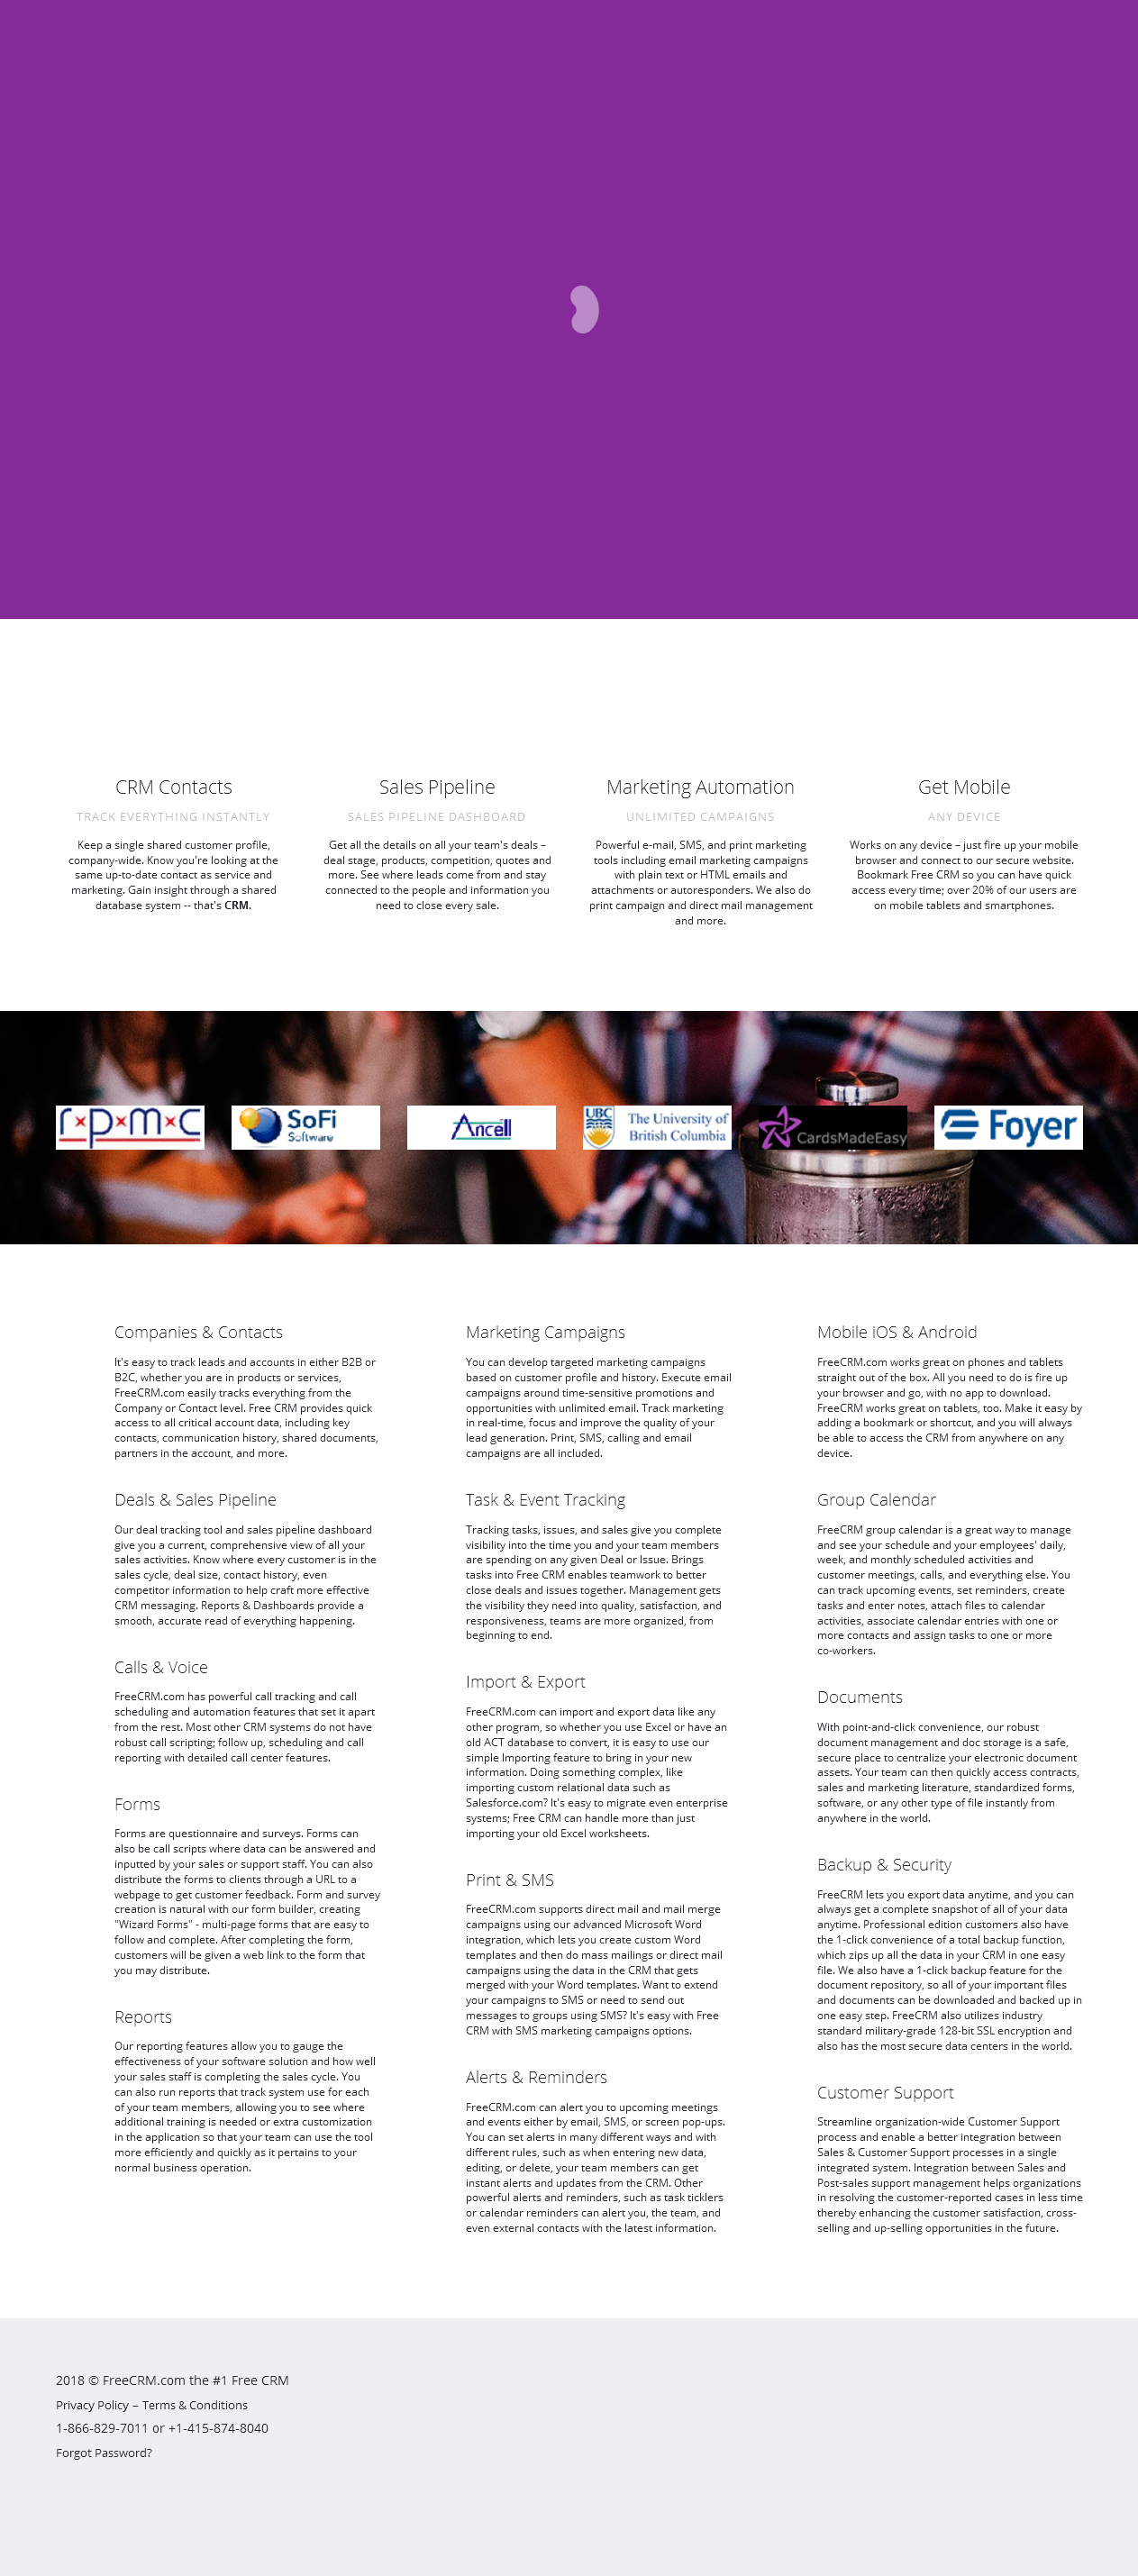 CRM Contacts
TRACK EVERYTHING INSTANTLY
Keep a single shared customer profile,
company-wide. Know you're looking at the
same up-to-date contact as service and
marketing. Gain insight through a shared
database system -- that's CRM.
Sales Pipeline
SALES PIPELINE DASHBOARD
Get all the details on all your team's deals –
deal stage, products, competition, quotes and
more. See where leads come from and stay
connected to the people and information you
need to close every sale.
Marketing Automation
UNLIMITED CAMPAIGNS
Powerful e-mail, SMS, and print marketing
tools including email marketing campaigns
with plain text or HTML emails and
attachments or autoresponders. We also do
print campaign and direct mail management
and more.
Get Mobile
ANY DEVICE
Works on any device – just fire up your mobile
browser and connect to our secure website.
Bookmark Free CRM so you can have quick
access every time; over 20% of our users are
on mobile tablets and smartphones.
r×p×m×c
SoFi
Software
Ancell
UBC
The University of
British Columbia
CardsMadeEasy
Foyer
Companies & Contacts
It's easy to track leads and accounts in either B2B or
B2C, whether you are in products or services,
FreeCRM.com easily tracks everything from the
Company or Contact level. Free CRM provides quick
access to all critical account data, including key
contacts, communication history, shared documents,
partners in the account, and more.
Deals & Sales Pipeline
Our deal tracking tool and sales pipeline dashboard
give you a current, comprehensive view of all your
sales activities. Know where every customer is in the
sales cycle, deal size, contact history, even
competitor information to help craft more effective
CRM messaging. Reports & Dashboards provide a
smooth, accurate read of everything happening.
Calls & Voice
FreeCRM.com has powerful call tracking and call
scheduling and automation features that set it apart
from the rest. Most other CRM systems do not have
robust call scripting; follow up, scheduling and call
reporting with detailed call center features.
Forms
Forms are questionnaire and surveys. Forms can
also be call scripts where data can be answered and
inputted by your sales or support staff. You can also
distribute the forms to clients through a URL to a
webpage to get customer feedback. Form and survey
creation is natural with our form builder, creating
"Wizard Forms" - multi-page forms that are easy to
follow and complete. After completing the form,
customers will be given a web link to the form that
you may distribute.
Reports
Our reporting features allow you to gauge the
effectiveness of your software solution and how well
your sales staff is completing the sales cycle. You
can also run reports that track system use for each
of your team members, allowing you to see where
additional training is needed or extra customization
in the application so that your team can use the tool
more efficiently and quickly as it pertains to your
normal business operation.
Marketing Campaigns
You can develop targeted marketing campaigns
based on customer profile and history. Execute email
campaigns around time-sensitive promotions and
opportunities with unlimited email. Track marketing
in real-time, focus and improve the quality of your
lead generation. Print, SMS, calling and email
campaigns are all included.
Task & Event Tracking
Tracking tasks, issues, and sales give you complete
visibility into the time you and your team members
are spending on any given Deal or Issue. Brings
tasks into Free CRM enables teamwork to better
close deals and issues together. Management gets
the visibility they need into quality, satisfaction, and
responsiveness, teams are more organized, from
beginning to end.
Import & Export
FreeCRM.com can import and export data like any
other program, so whether you use Excel or have an
old ACT database to convert, it is easy to use our
simple Importing feature to bring in your new
information. Doing something complex, like
importing custom relational data such as
Salesforce.com? It's easy to migrate even enterprise
systems; Free CRM can handle more than just
importing your old Excel worksheets.
Print & SMS
FreeCRM.com supports direct mail and mail merge
campaigns using our advanced Microsoft Word
integration, which lets you create custom Word
templates and then do mass mailings or direct mail
campaigns using the data in the CRM that gets
merged with your Word templates. Want to extend
your campaigns to SMS or need to send out
messages to groups using SMS? It's easy with Free
CRM with SMS marketing campaigns options.
Alerts & Reminders
FreeCRM.com can alert you to upcoming meetings
and events either by email, SMS, or screen pop-ups.
You can set alerts in many different ways and with
different rules, such as when entering new data,
editing, or delete, your team members can get
instant alerts and updates from the CRM. Other
powerful alerts and reminders, such as task ticklers
or calendar reminders can alert you, the team, and
even external contacts with the latest information.
Mobile iOS & Android
FreeCRM.com works great on phones and tablets
straight out of the box. All you need to do is fire up
your browser and go, with no app to download.
FreeCRM works great on tablets, too. Make it easy by
adding a bookmark or shortcut, and you will always
be able to access the CRM from anywhere on any
device.
Group Calendar
FreeCRM group calendar is a great way to manage
and see your schedule and your employees' daily,
week, and monthly scheduled activities and
customer meetings, calls, and everything else. You
can track upcoming events, set reminders, create
tasks and enter notes, attach files to calendar
activities, associate calendar entries with one or
more contacts and assign tasks to one or more
co-workers.
Documents
With point-and-click convenience, our robust
document management and doc storage is a safe,
secure place to centralize your electronic document
assets. Your team can then quickly access contracts,
sales and marketing literature, standardized forms,
software, or any other type of file instantly from
anywhere in the world.
Backup & Security
FreeCRM lets you export data anytime, and you can
always get a complete snapshot of all of your data
anytime. Professional edition customers also have
the 1-click convenience of a total backup function,
which zips up all the data in your CRM in one easy
file. We also have a 1-click backup feature for the
document repository, so all of your important files
and documents can be downloaded and backed up in
one easy step. FreeCRM also utilizes industry
standard military-grade 128-bit SSL encryption and
also has the most secure data centers in the world.
Customer Support
Streamline organization-wide Customer Support
process and enable a better integration between
Sales & Customer Support processes in a single
integrated system. Integration between Sales and
Post-sales support management helps organizations
in resolving the customer-reported cases in less time
thereby enhancing the customer satisfaction, cross-
selling and up-selling opportunities in the future.
2018 © FreeCRM.com the #1 Free CRM
Privacy Policy – Terms & Conditions
1-866-829-7011 or +1-415-874-8040
Forgot Password?